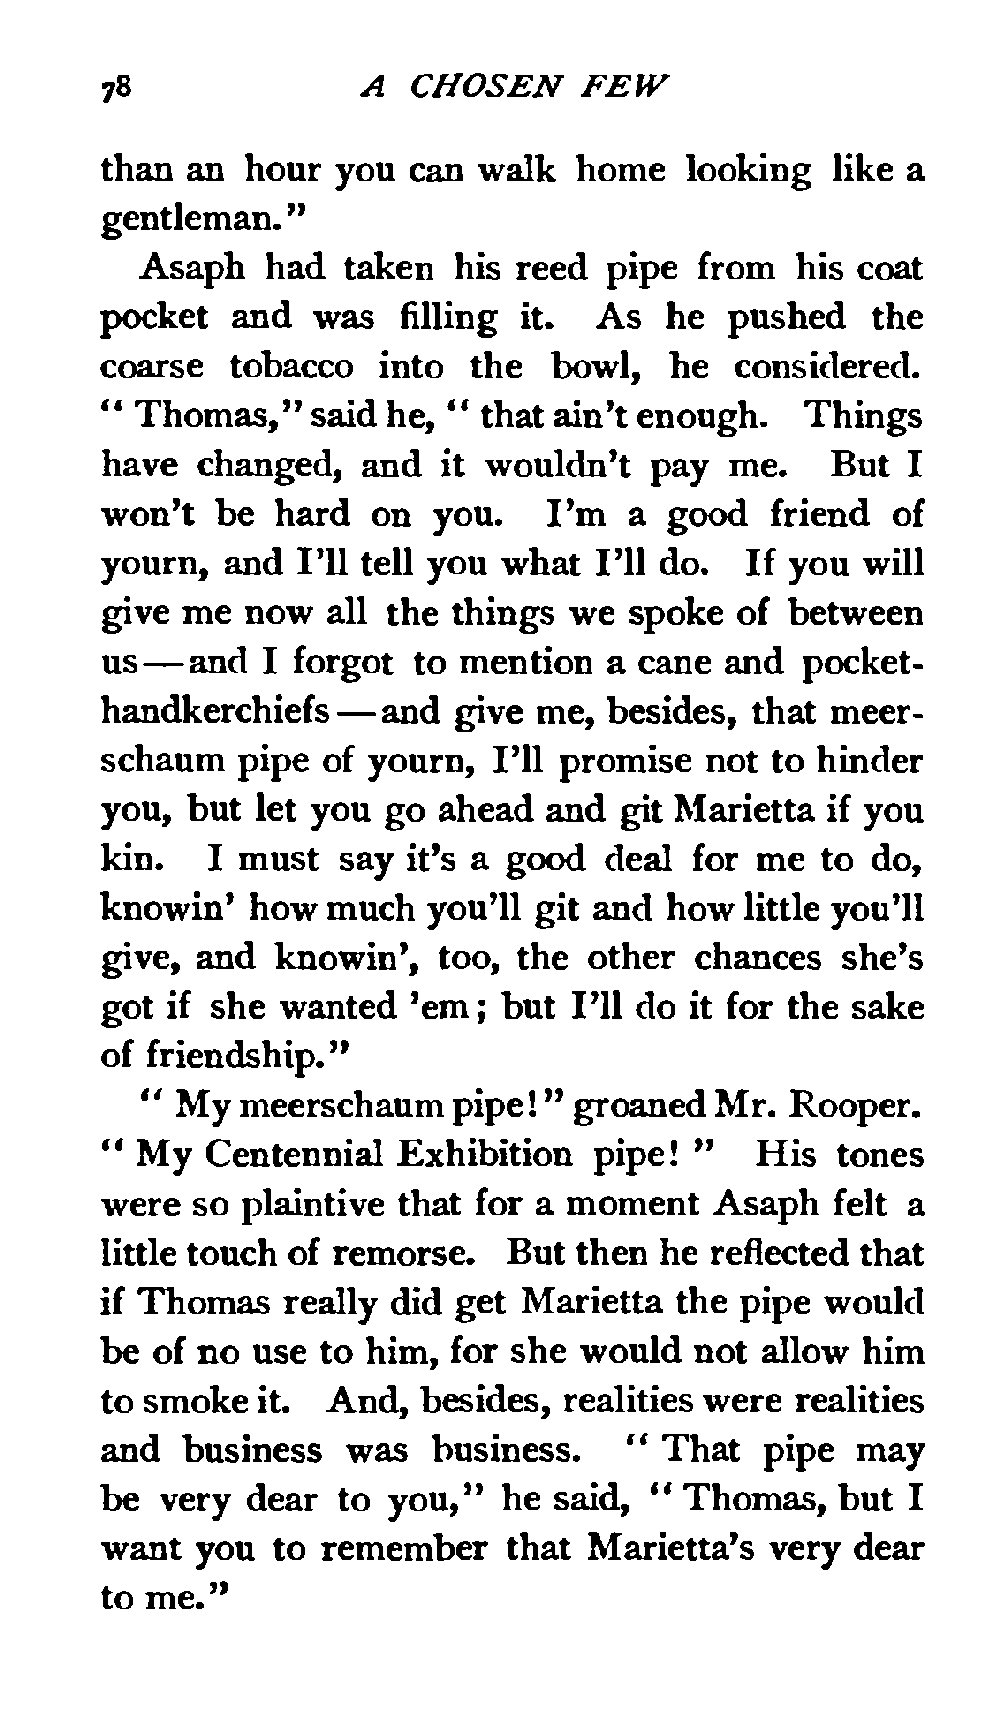 78 A CHOSEN FEW
than an hour you can walk home looking like a
gentleman."
Asaph had taken his reed pipe from his coat
pocket and was filling it. As he pushed the
coarse tobacco into the bowl, he considered.
"Thomas," said he, "that ain't enough. Things
have changed, and it wouldn't pay me. But I
won't be hard on you. I'm a good friend of
yourn, and I'll tell you what I'll do. If you will
give me now all the things we spoke of between
us—and I forgot to mention a cane and pocket-
handkerchiefs—and give me, besides, that meer-
schaum pipe of yourn, I'll promise not to hinder
you, but let you go ahead and git Marietta if you
kin. I must say it's a good deal for me to do,
knowin' how much you'll git and how little you'll
give, and knowin', too, the other chances she's
got if she wanted 'em; but I'll do it for the sake
of friendship."
"My meerschaum pipe!" groaned Mr. Rooper.
"My Centennial Exhibition pipe!" His tones
were so plaintive that for a moment Asaph felt a
little touch of remorse. But then he reflected that
if Thomas really did get Marietta the pipe would
be of no use to him, for she would not allow him
to smoke it. And, besides, realities were realities
and business was business. "That pipe may
be very dear to you," he said, "Thomas, but I
want you to remember that Marietta's very dear
to me."